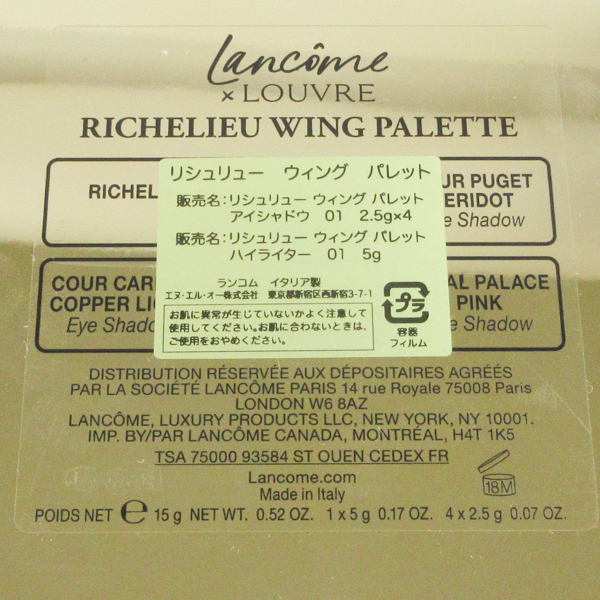 Lancôme
x LOUVRE
RICHELIEU WING PALETTE
RICHEL
UR PUGET
ERIDOT
e Shadow
リシュリュー ウィング パレット
販売名:リシュリュー ウィング パレット
アイシャドウ 01 2.5g×4
販売名:リシュリュー ウィング パレット
ハイライター 01 5g
ランコム イタリア製
エヌ・エル・オー株式会社 東京都新宿区西新宿3-7-1
お肌に異常が生じていないかよく注意して
使用してください。お肌に合わないときは、
ご使用をおやめください。
プラ
容器
フィルム
COUR CAR
COPPER LI
Eye Shado
AL PALACE
PINK
e Shadow
DISTRIBUTION RÉSERVÉE AUX DÉPOSITAIRES AGRÉÉS
PAR LA SOCIÉTÉ LANCÔME PARIS 14 rue Royale 75008 Paris
LONDON W6 8AZ
LANCÔME, LUXURY PRODUCTS LLC, NEW YORK, NY 10001.
IMP. BY/PAR LANCÔME CANADA, MONTRÉAL, H4T 1K5
TSA 75000 93584 ST OUEN CEDEX FR
Lancome.com
Made in Italy
18M
POIDS NET ℮ 15 g NET WT. 0.52 OZ. 1 x 5 g 0.17 OZ. 4 x 2.5 g 0.07 OZ.